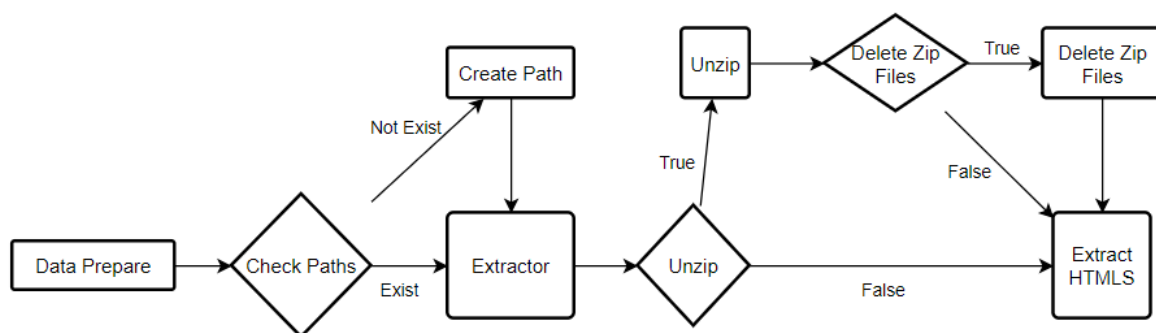 Delete Zip
Files
True
Delete Zip
Files
Create Path
Unzip
Not Exist
True
False
Data Prepare
Check Paths
Exist
Extractor
Unzip
False
Extract
HTMLS